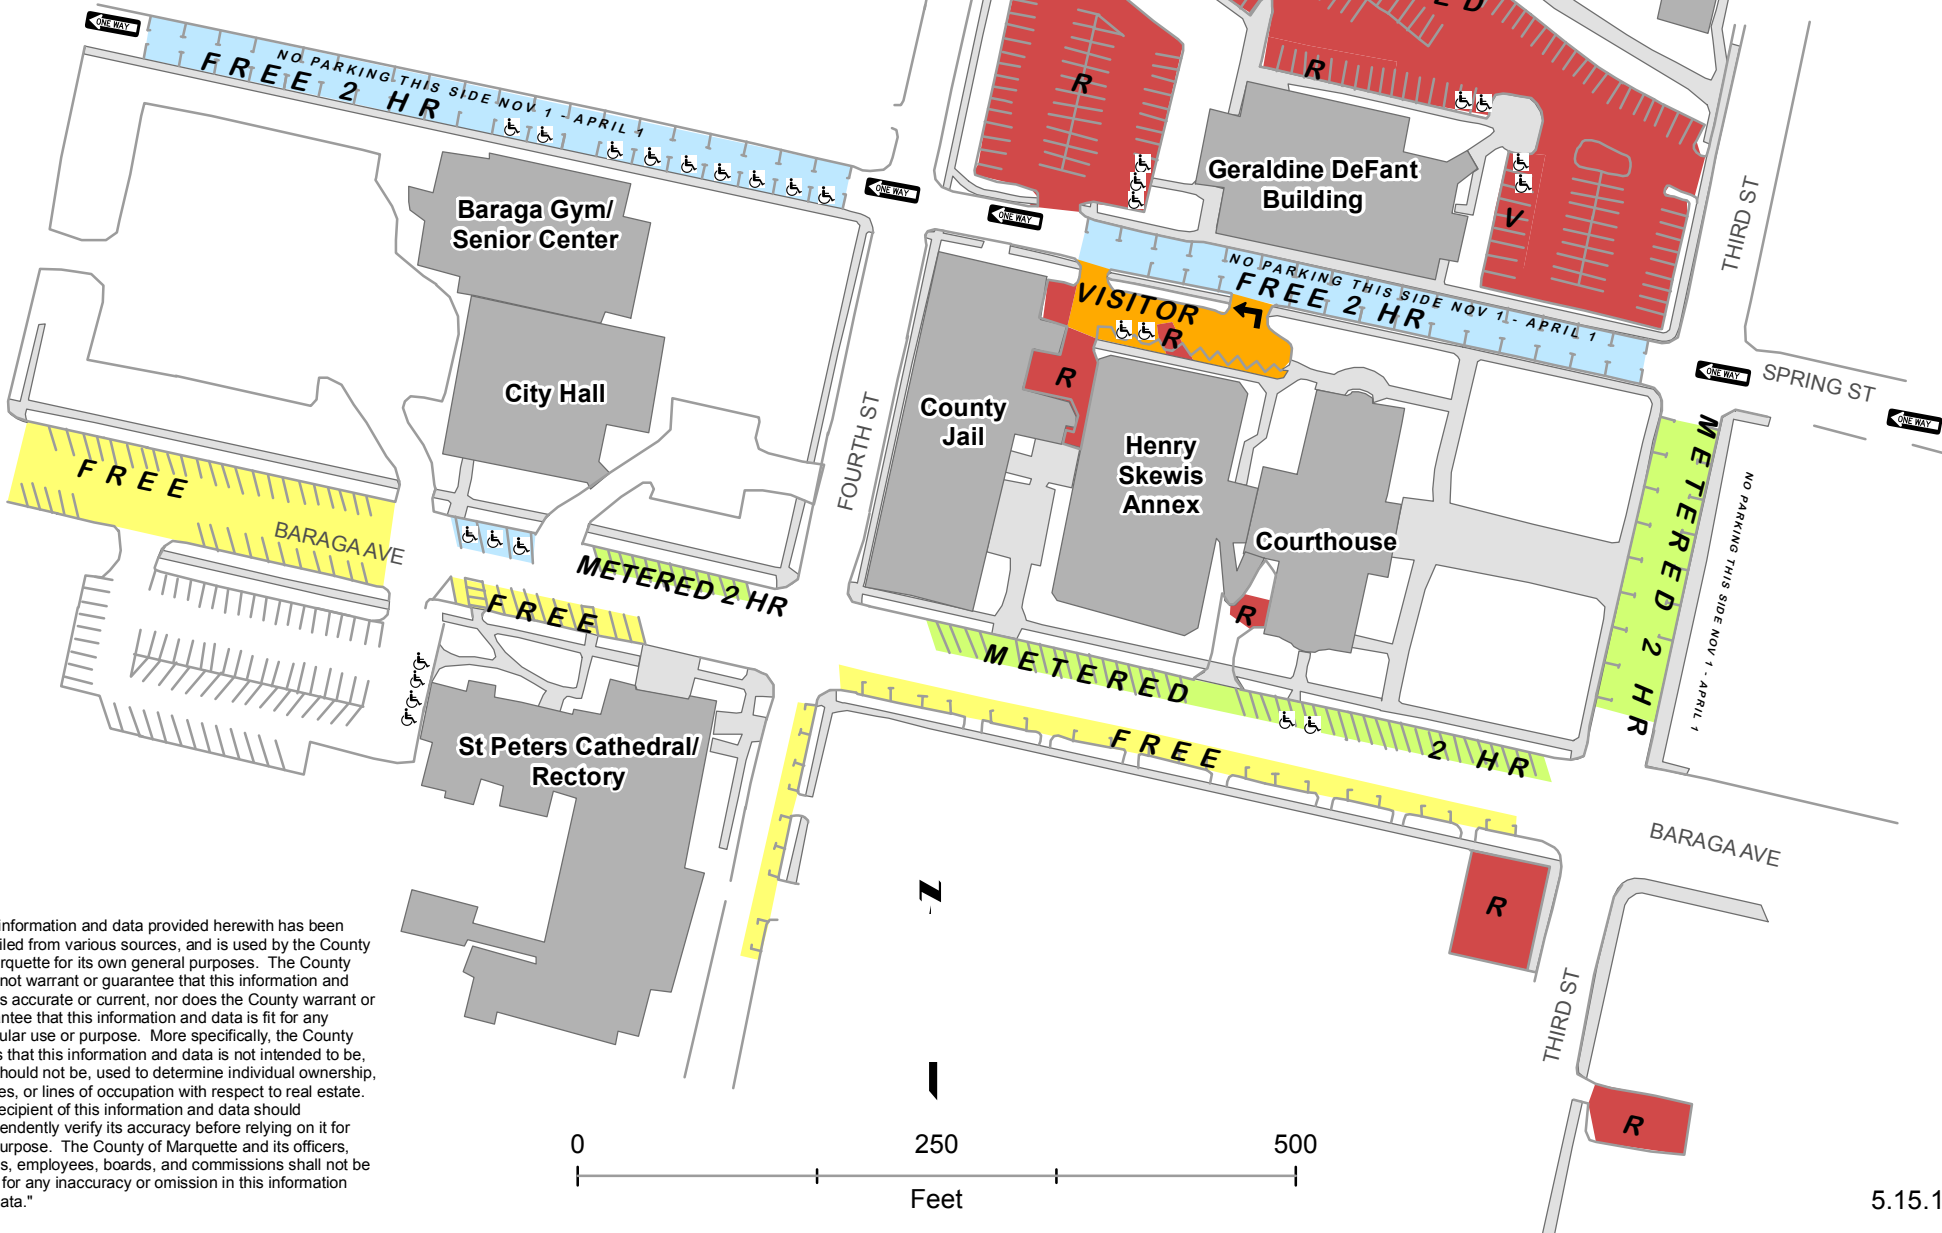 ONE WAY
NO PARKING THIS SIDE NOV 1 - APRIL 1
FREE 2 HR
R
R
Geraldine DeFant
Building
V
THIRD ST
Baraga Gym/
Senior Center
ONE WAY
ONE WAY
NO PARKING THIS SIDE NOV 1 - APRIL 1
FREE 2 HR
VISITOR
R
R
ONE WAY
SPRING ST
ONE WAY
City Hall
FOURTH ST
County
Jail
Henry
Skewis
Annex
Courthouse
R
METERED 2 HR
NO PARKING THIS SIDE NOV 1 - APRIL 1
FREE
BARAGA AVE
METERED 2 HR
FREE
METERED 2 HR
FREE
St Peters Cathedral/
Rectory
BARAGA AVE
R
THIRD ST
R
information and data provided herewith has been
iled from various sources, and is used by the County
rquette for its own general purposes. The County
not warrant or guarantee that this information and
s accurate or current, nor does the County warrant or
ntee that this information and data is fit for any
ular use or purpose. More specifically, the County
s that this information and data is not intended to be,
hould not be, used to determine individual ownership,
es, or lines of occupation with respect to real estate.
ecipient of this information and data should
endently verify its accuracy before relying on it for
urpose. The County of Marquette and its officers,
s, employees, boards, and commissions shall not be
for any inaccuracy or omission in this information
ata."
0 250 500
Feet
5.15.1